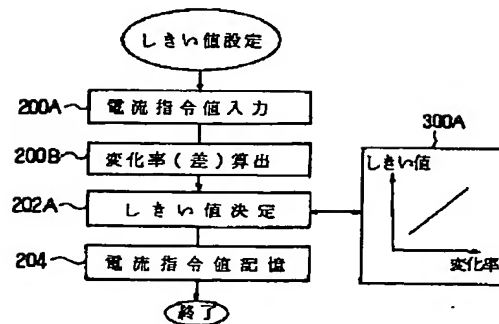 しきい値設定
200A
電流指令値入力
200B
変化率(差)算出
202A
しきい値決定
204
電流指令値記憶
終了
300A
しきい値
変化率